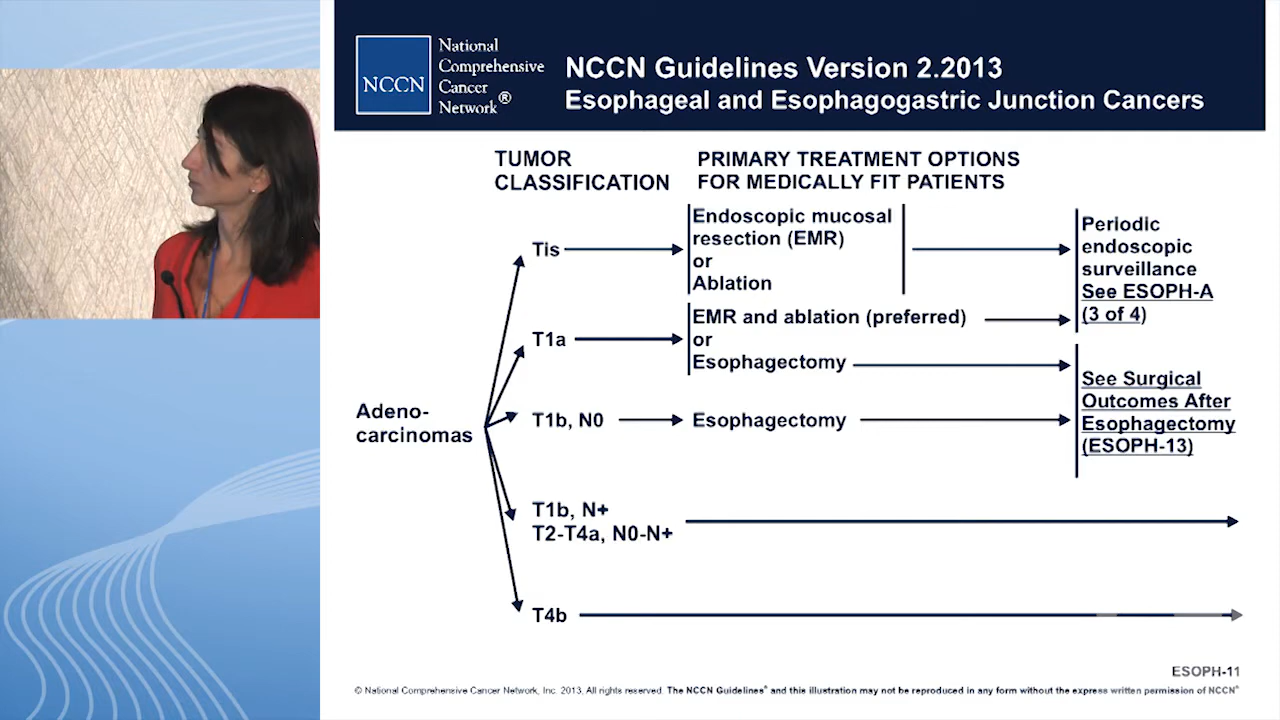 NCCN
National
Comprehensive
Cancer
Network®
NCCN Guidelines Version 2.2013
Esophageal and Esophagogastric Junction Cancers
TUMOR
CLASSIFICATION
PRIMARY TREATMENT OPTIONS
FOR MEDICALLY FIT PATIENTS
Adeno-
carcinomas
Tis
Endoscopic mucosal
resection (EMR)
or
Ablation
Periodic
endoscopic
surveillance
See ESOPH-A
(3 of 4)
T1a
EMR and ablation (preferred)
or
Esophagectomy
T1b, N0
Esophagectomy
See Surgical
Outcomes After
Esophagectomy
(ESOPH-13)
T1b, N+
T2-T4a, N0-N+
T4b
ESOPH-11
© National Comprehensive Cancer Network, Inc. 2013, All rights reserved. The NCCN Guidelines® and this illustration may not be reproduced in any form without the express written permission of NCCN®